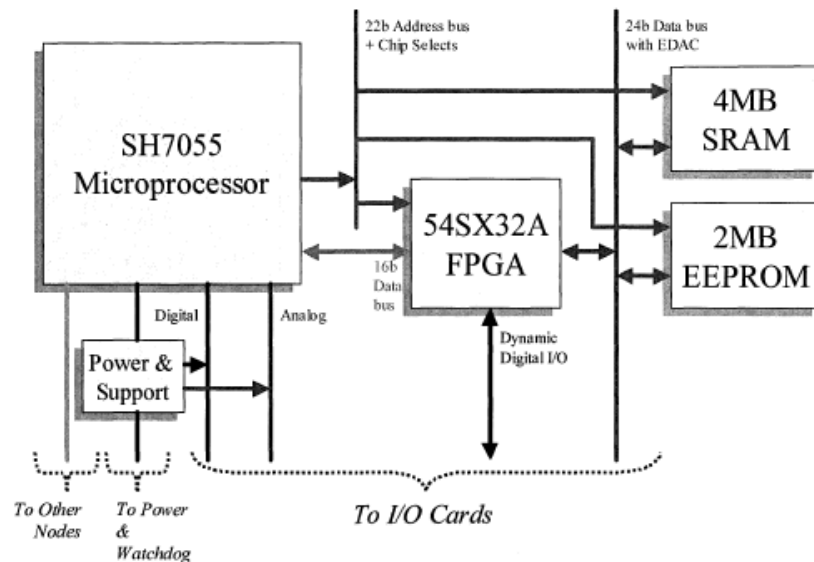 22b Address bus
+ Chip Selects
24b Data bus
with EDAC
SH7055
Microprocessor
4MB
SRAM
54SX32A
FPGA
2MB
EEPROM
16b
Data
bus
Digital
Analog
Power &
Support
Dynamic
Digital I/O
To Other
Nodes
To Power
&
Watchdog
To I/O Cards